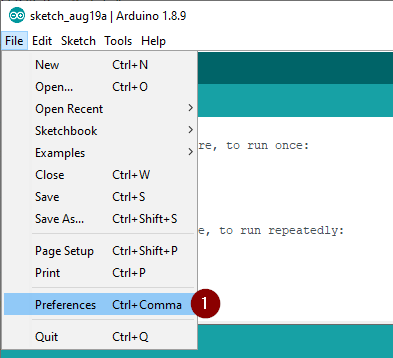 sketch_aug19a | Arduino 1.8.9
File Edit Sketch Tools Help
New Ctrl+N
Open... Ctrl+O
Open Recent
Sketchbook
Examples
re, to run once:
Close Ctrl+W
Save Ctrl+S
Save As... Ctrl+Shift+S
e, to run repeatedly:
Page Setup Ctrl+Shift+P
Print Ctrl+P
Preferences Ctrl+Comma 1
Quit Ctrl+Q